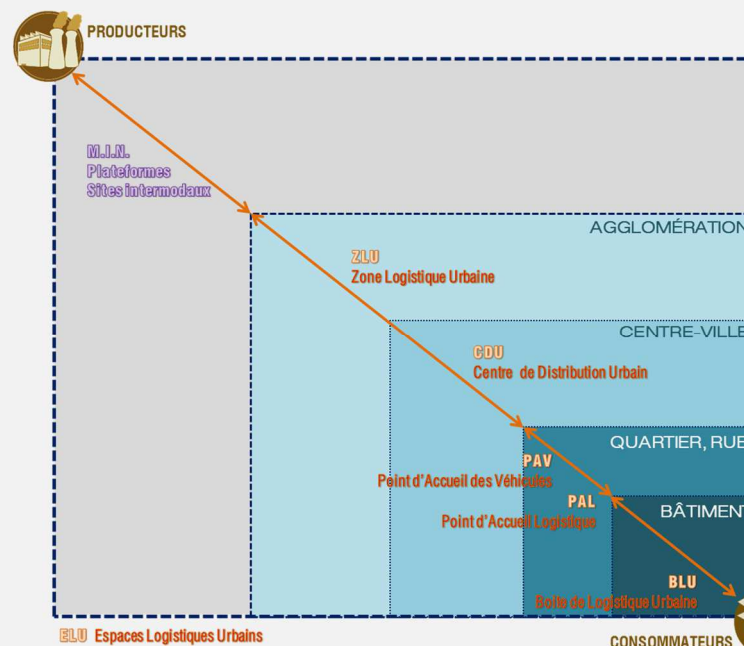 PRODUCTEURS
M.I.N.
Plateformes
Sites intermodaux
AGGLOMÉRATION
ZLU
Zone Logistique Urbaine
CENTRE-VILLE
CDU
Centre de Distribution Urbain
QUARTIER, RUE
PAV
Point d'Accueil des Véhicules
PAL
Point d'Accueil Logistique
BÂTIMENT
BLU
Boite de Logistique Urbaine
ELU Espaces Logistiques Urbains
CONSOMMATEURS